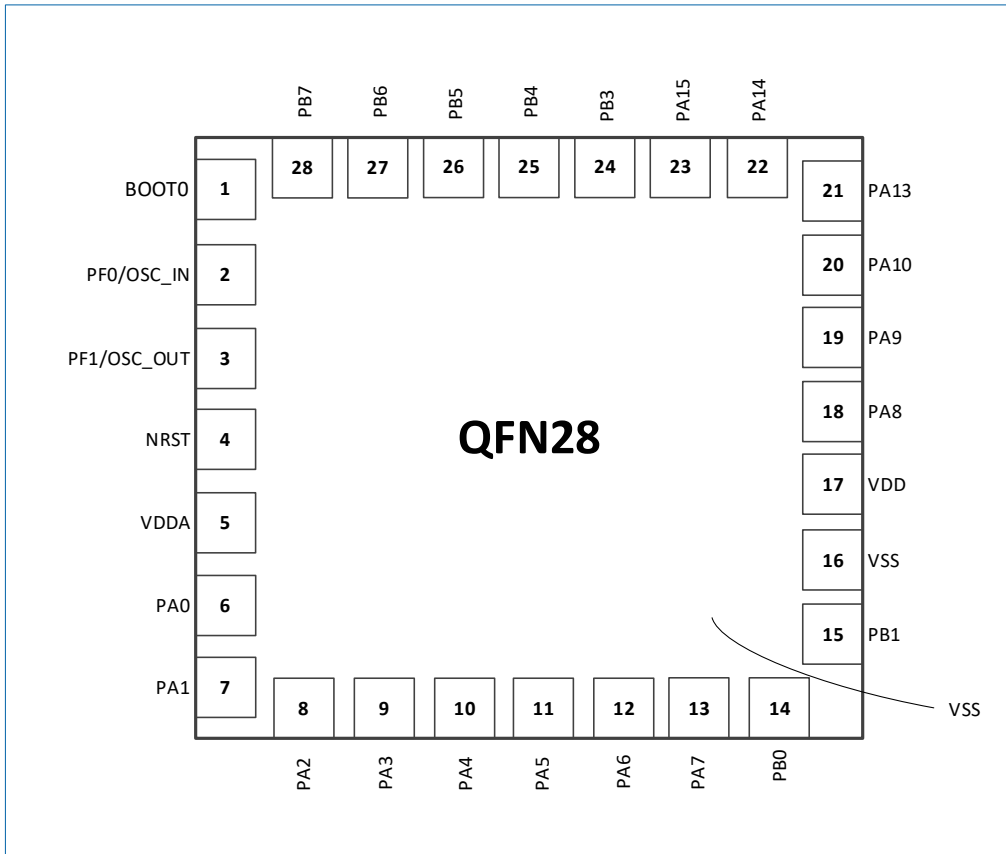 PB7
PB6
PB5
PB4
PB3
PA15
PA14
28
27
26
25
24
23
22
BOOT0
1
PF0/OSC_IN
2
PF1/OSC_OUT
3
NRST
4
VDDA
5
PA0
6
PA1
7
QFN28
21
PA13
20
PA10
19
PA9
18
PA8
17
VDD
16
VSS
15
PB1
VSS
8
9
10
11
12
13
14
PA2
PA3
PA4
PA5
PA6
PA7
PB0